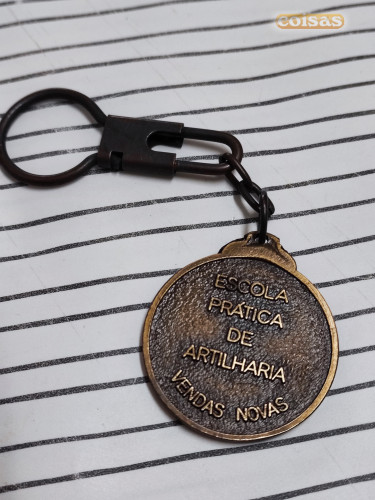 coisas
ESCOLA
PRÁTICA
DE
ARTILHARIA
VENDAS NOVAS